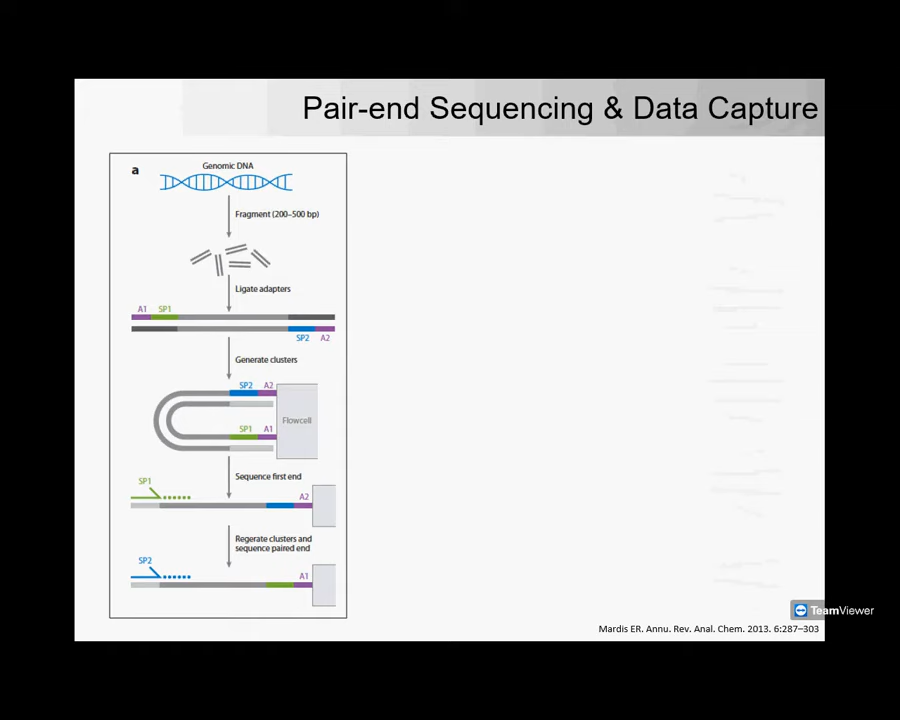 Pair-end Sequencing & Data Capture
a
Genomic DNA
Fragment (200–500 bp)
Ligate adapters
A1 SP1
SP2 A2
Generate clusters
SP2 A2
Flowcell
SP1 A1
Sequence first end
SP1
A2
Regerate clusters and
sequence paired end
SP2
A1
TeamViewer
Mardis ER. Annu. Rev. Anal. Chem. 2013. 6:287–303